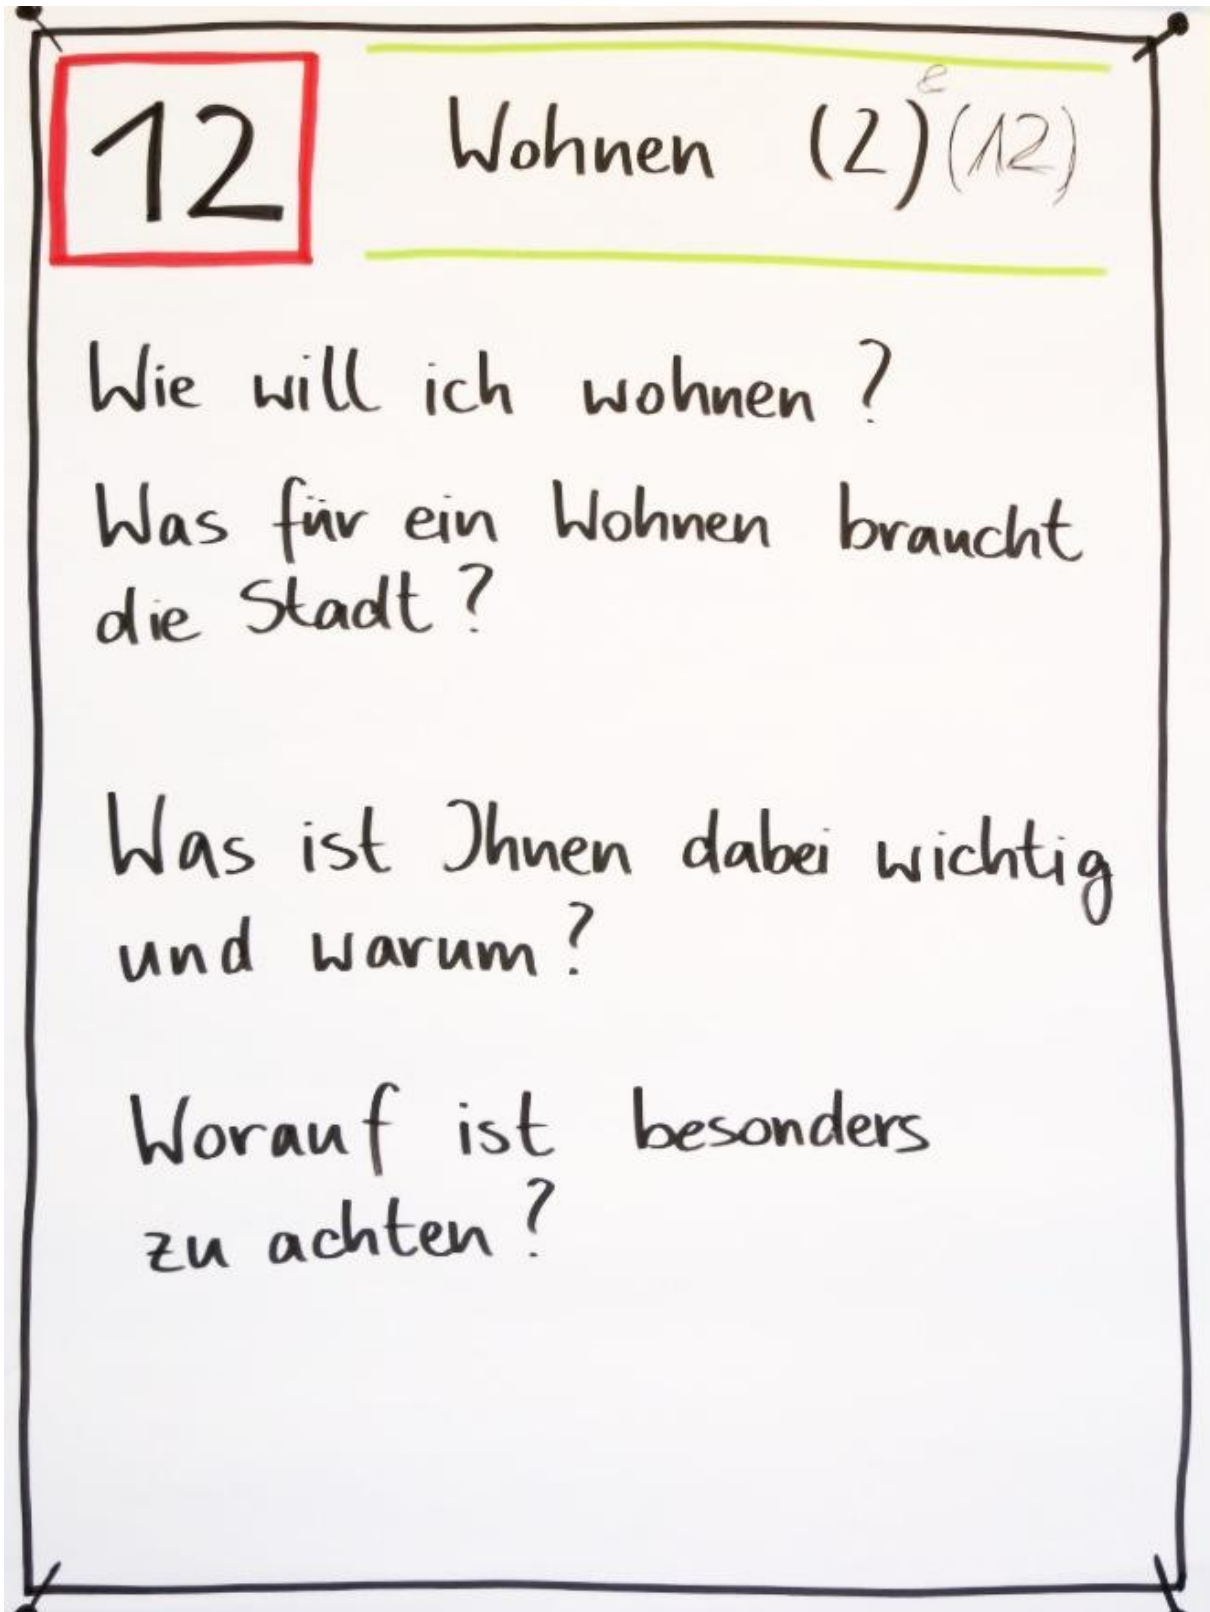 12 Wohnen (2) (12)
Wie will ich wohnen?
Was für ein Wohnen braucht
die Stadt?
Was ist Ihnen dabei wichtig
und warum?
Worauf ist besonders
zu achten?